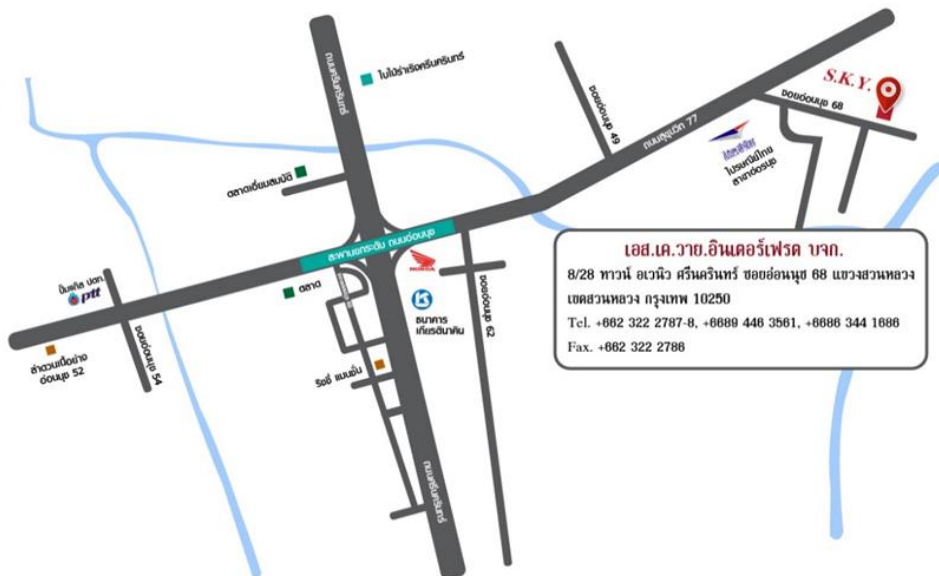 ถนนศรีนครินทร์
ใบไม้ร่าเริงศรีนครินทร์
ซอยอ่อนนุช 49
S.K.Y.
ซอยอ่อนนุช 68
ถนนสุขุมวิท 77
ไปรษณีย์ไทย
สาขาอ่อนนุช
ตลาดเอี่ยมสมบัติ
สะพานยกระดับ ถนนอ่อนนุช
HONDA
ปั๊มแก๊ส ปตท.
ptt
ตลาด
ธนาคาร
เกียรตินาคิน
ซอยอ่อนนุช 62
ลำดวนเนื้อย่าง
อ่อนนุช 52
ซอยอ่อนนุช 54
ริชชี่ แมนชั่น
ถนนศรีนครินทร์
เอส.เค.วาย.อินเตอร์เฟรต บจก.
8/28 ทาวน์ อเวนิว ศรีนครินทร์ ซอยอ่อนนุช 68 แขวงสวนหลวง
เขตสวนหลวง กรุงเทพ 10250
Tel. +662 322 2787-8, +6689 446 3561, +6686 344 1686
Fax. +662 322 2786